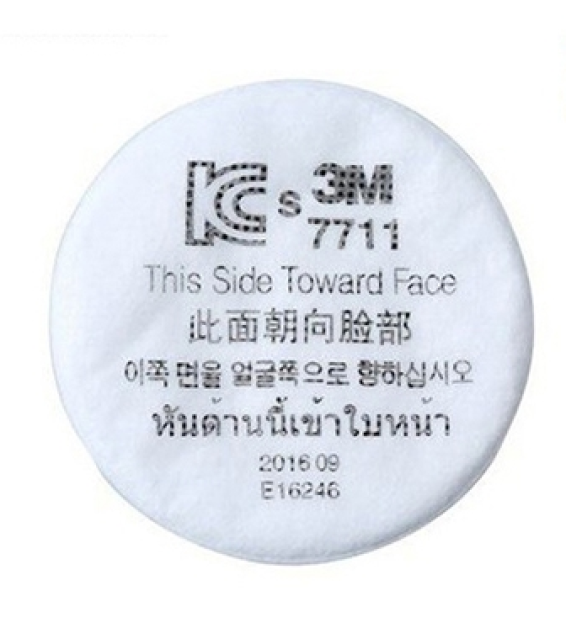 KCs 3M
7711
This Side Toward Face
此面朝向脸部
이쪽 면을 얼굴쪽으로 향하십시오
หันด้านนี้เข้าใบหน้า
2016 09
E16246